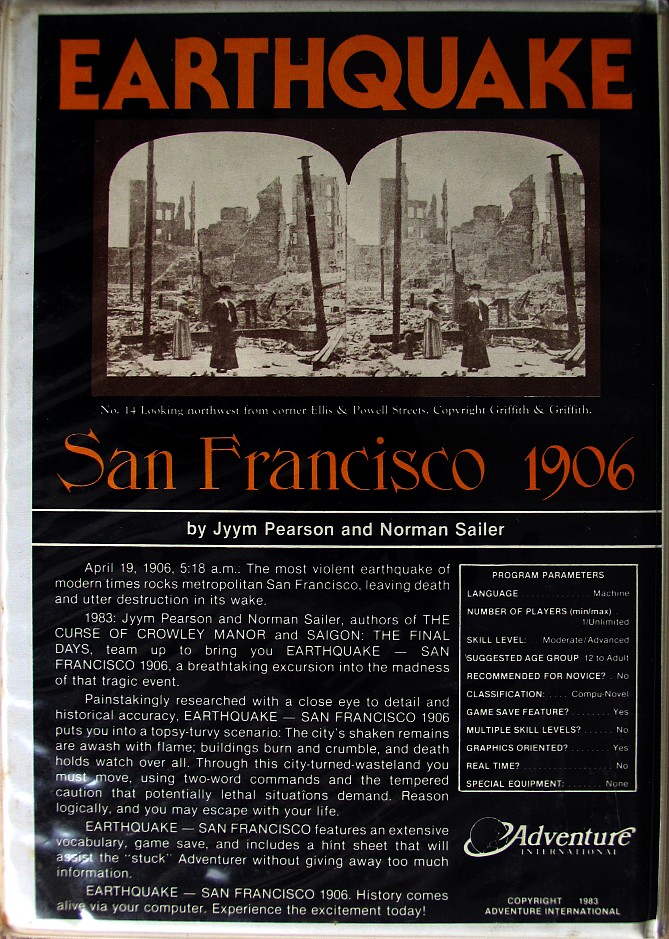 EARTHQUAKE
No. 14 Looking northwest from corner Ellis & Powell Streets. Copyright Griffith & Griffith.
San Francisco 1906
by Jyym Pearson and Norman Sailer
April 19, 1906, 5:18 a.m.. The most violent earthquake of
modern times rocks metropolitan San Francisco, leaving death
and utter destruction in its wake.
1983: Jyym Pearson and Norman Sailer, authors of THE
CURSE OF CROWLEY MANOR and SAIGON: THE FINAL
DAYS, team up to bring you EARTHQUAKE — SAN
FRANCISCO 1906, a breathtaking excursion into the madness
of that tragic event.
Painstakingly researched with a close eye to detail and
historical accuracy, EARTHQUAKE — SAN FRANCISCO 1906
puts you into a topsy-turvy scenario: The city's shaken remains
are awash with flame; buildings burn and crumble, and death
holds watch over all. Through this city-turned-wasteland you
must move, using two-word commands and the tempered
caution that potentially lethal situations demand. Reason
logically, and you may escape with your life.
EARTHQUAKE — SAN FRANCISCO features an extensive
vocabulary, game save, and includes a hint sheet that will
assist the "stuck" Adventurer without giving away too much
information.
EARTHQUAKE — SAN FRANCISCO 1906. History comes
alive via your computer. Experience the excitement today!
PROGRAM PARAMETERS
LANGUAGE ............. Machine
NUMBER OF PLAYERS (min/max) .
1/Unlimited
SKILL LEVEL: .. Moderate/Advanced
SUGGESTED AGE GROUP 12 to Adult
RECOMMENDED FOR NOVICE? . No
CLASSIFICATION: .... Compu-Novel
GAME SAVE FEATURE? ........ Yes
MULTIPLE SKILL LEVELS? ...... No
GRAPHICS ORIENTED? ........ Yes
REAL TIME? .................. No
SPECIAL EQUIPMENT: ........ None
Adventure
INTERNATIONAL
COPYRIGHT 1983
ADVENTURE INTERNATIONAL